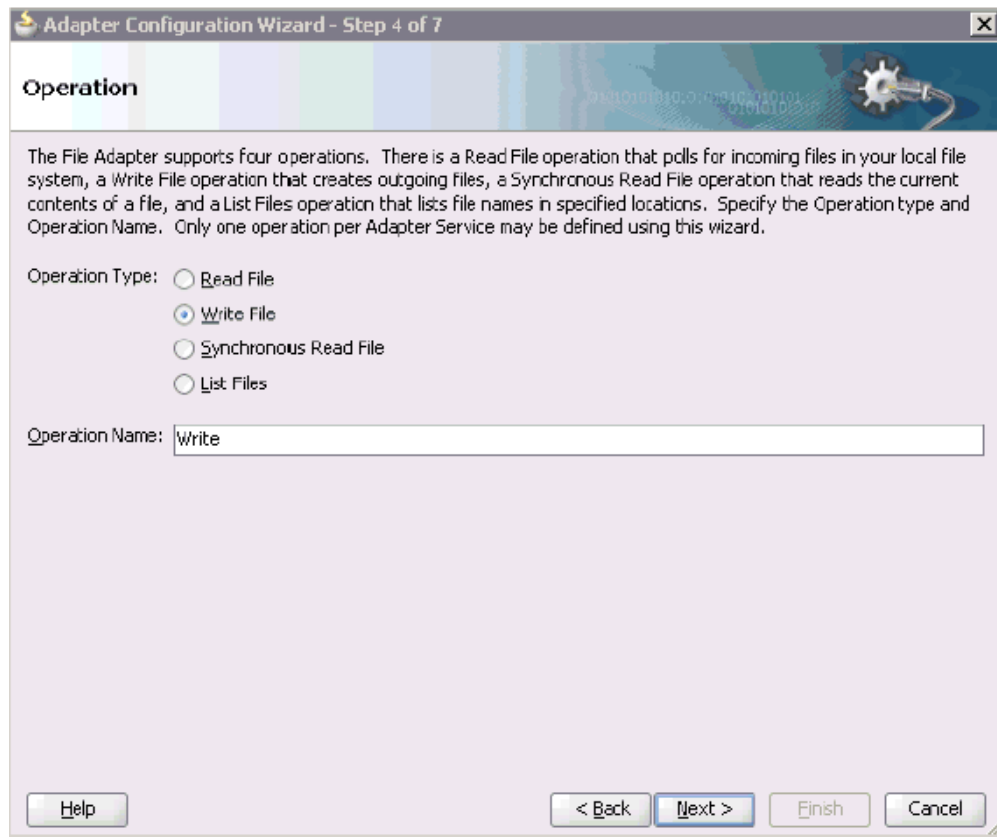 Adapter Configuration Wizard - Step 4 of 7
Operation
The File Adapter supports four operations. There is a Read File operation that polls for incoming files in your local file
system, a Write File operation that creates outgoing files, a Synchronous Read File operation that reads the current
contents of a file, and a List Files operation that lists file names in specified locations. Specify the Operation type and
Operation Name. Only one operation per Adapter Service may be defined using this wizard.
Operation Type: Read File
Write File
Synchronous Read File
List Files
Operation Name: Write
Help < Back Next > Finish Cancel